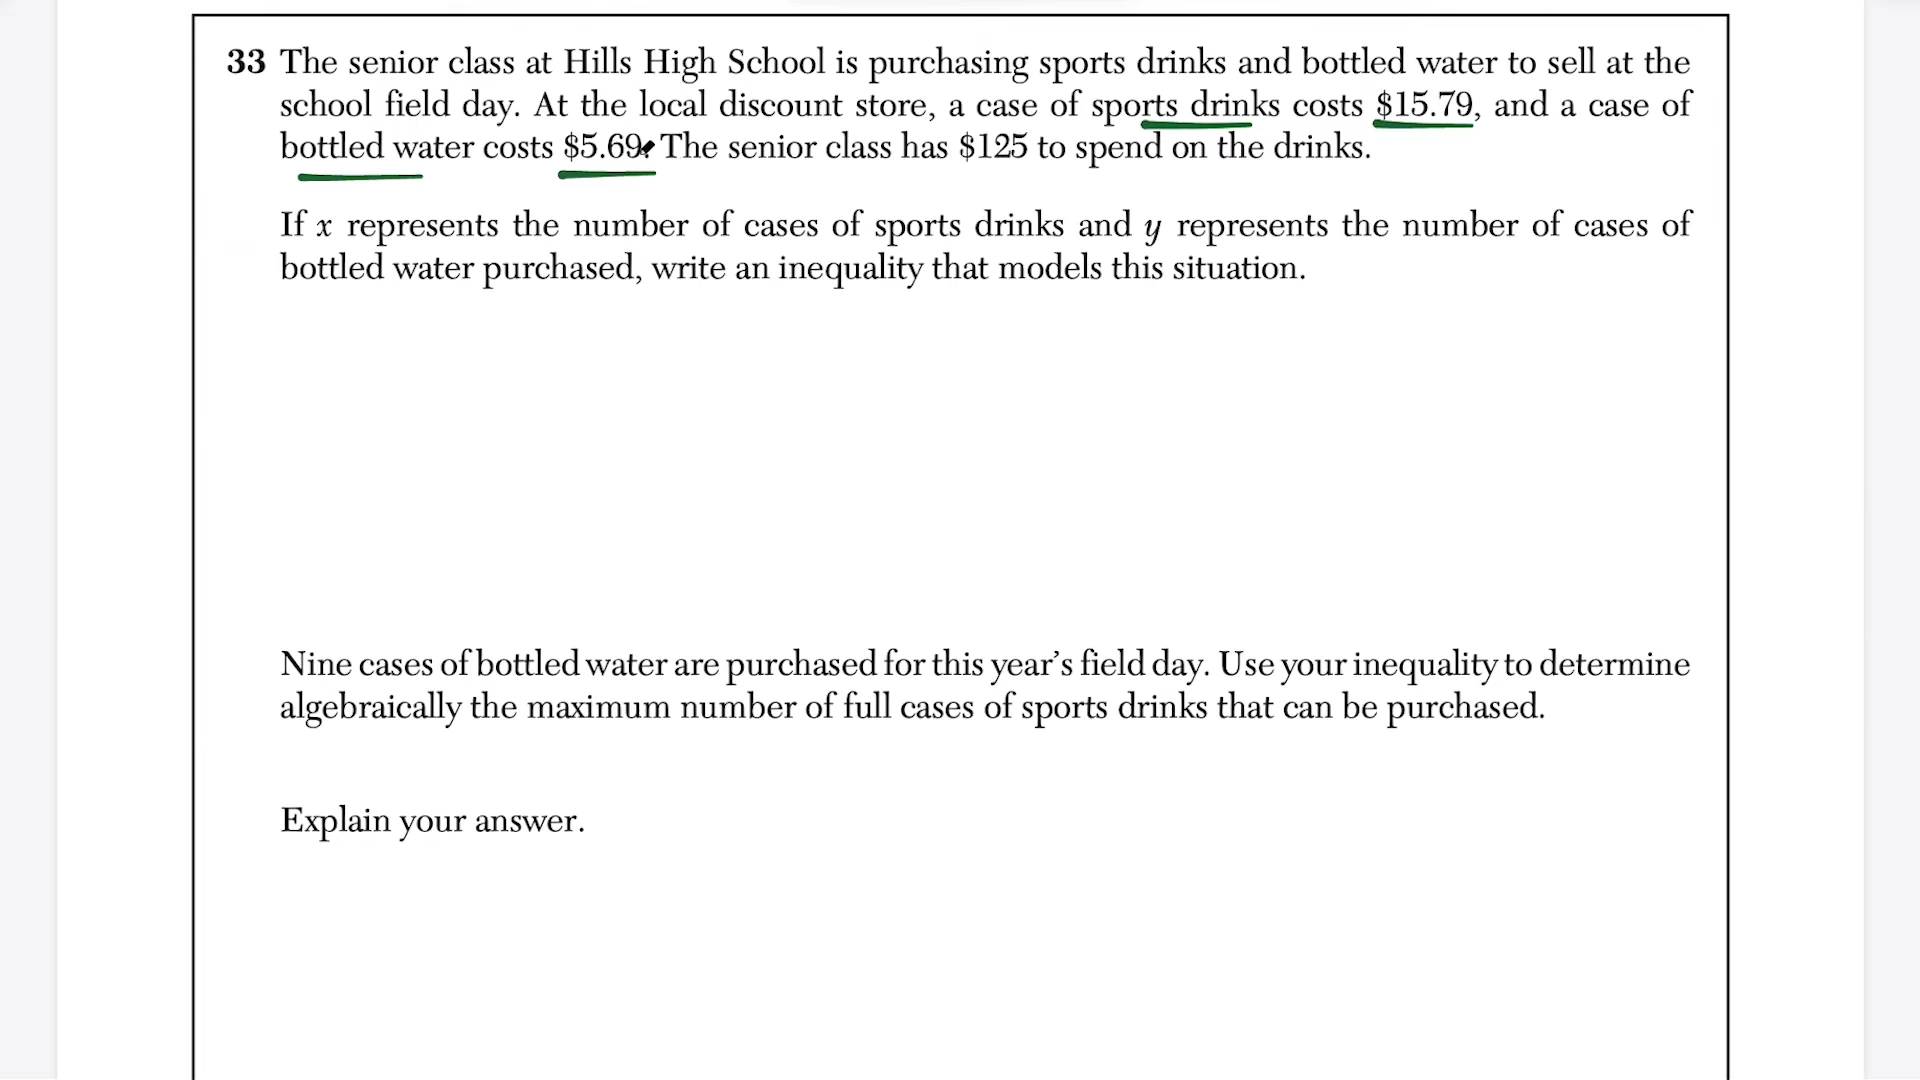 33 The senior class at Hills High School is purchasing sports drinks and bottled water to sell at the
school field day. At the local discount store, a case of sports drinks costs $15.79, and a case of
bottled water costs $5.69. The senior class has $125 to spend on the drinks.
If x represents the number of cases of sports drinks and y represents the number of cases of
bottled water purchased, write an inequality that models this situation.
Nine cases of bottled water are purchased for this year's field day. Use your inequality to determine
algebraically the maximum number of full cases of sports drinks that can be purchased.
Explain your answer.